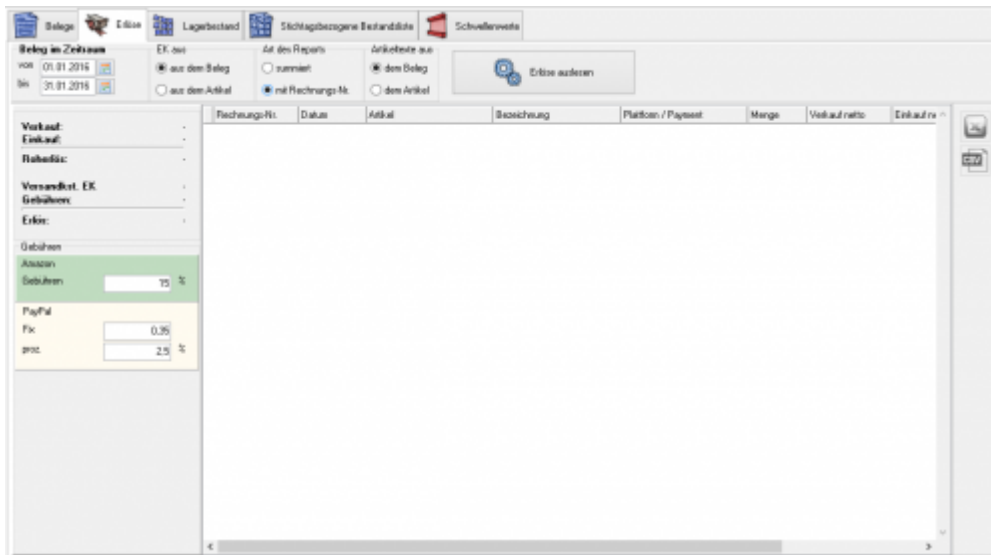 Belege Erlöse Lagerbestand Stichtagsbezogene Bestandsliste Schwellenwerte
Beleg im Zeitraum EK aus Art des Reports Artikeltexte aus
von 01.01.2016 aus dem Beleg summiert dem Beleg Erlöse auslesen
bis 31.01.2016 aus dem Artikel mit Rechnungs-Nr. dem Artikel
Rechnungs-Nr. Datum Artikel Bezeichnung Plattform / Payment Menge Verkauf netto Einkauf ne
Verkauf: -
Einkauf: -
Roherlös: -
Versandkst. EK -
Gebühren: -
Erlös: -
Gebühren
Amazon
Gebühren 15 %
PayPal
Fix 0,35
proz. 2,5 %
CSV